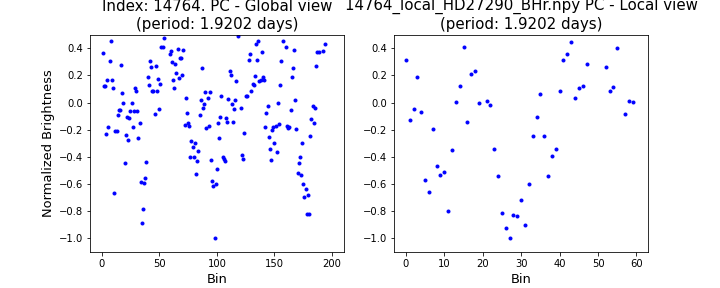 Index: 14764. PC - Global view
(period: 1.9202 days)
14764_local_HD27290_BHr.npy PC - Local view
(period: 1.9202 days)
Normalized Brightness
0.4
0.2
0.0
−0.2
−0.4
−0.6
−0.8
−1.0
0 50 100 150 200
Bin
0.4
0.2
0.0
−0.2
−0.4
−0.6
−0.8
−1.0
0 10 20 30 40 50 60
Bin